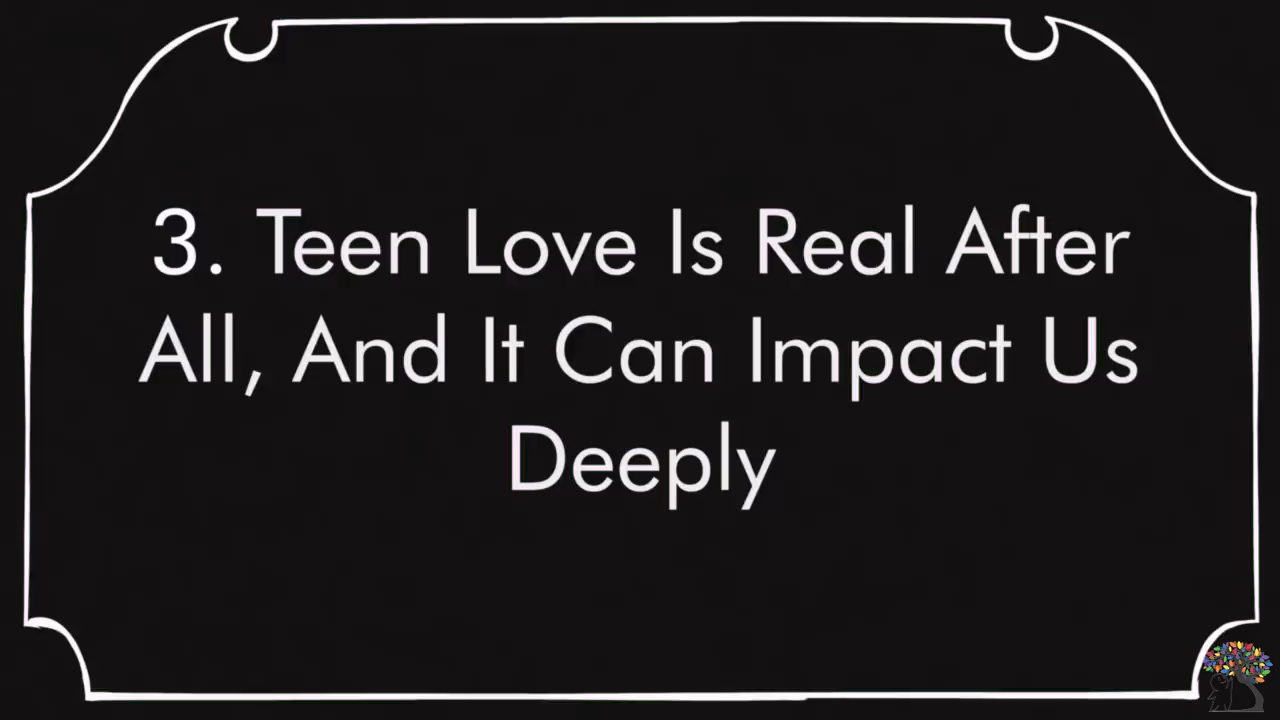 3. Teen Love Is Real After
All, And It Can Impact Us
Deeply